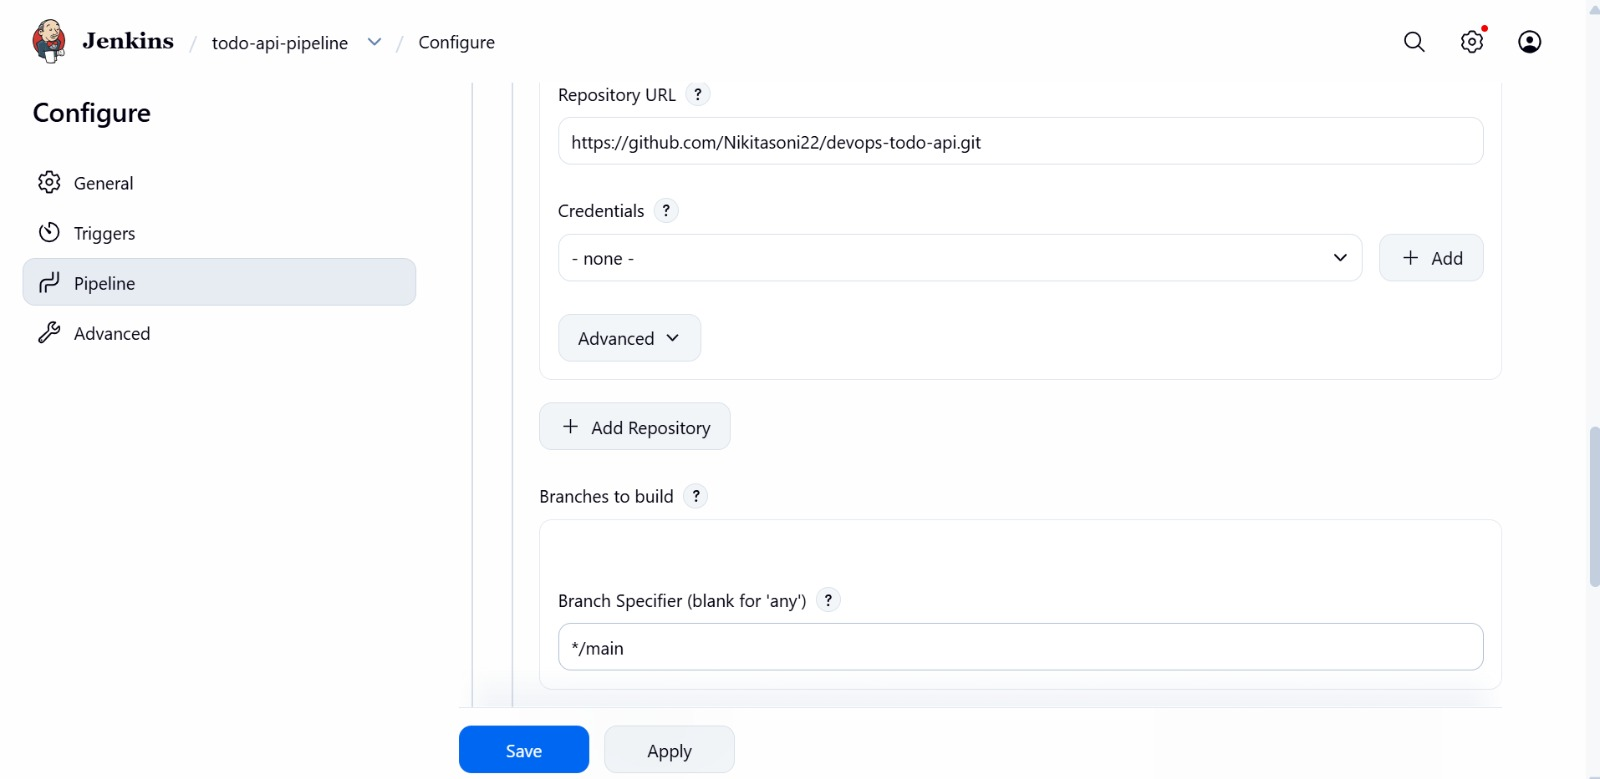 Jenkins / todo-api-pipeline / Configure
Configure
General
Triggers
Pipeline
Advanced
Repository URL ?
https://github.com/Nikitasoni22/devops-todo-api.git
Credentials ?
- none -
+ Add
Advanced
+ Add Repository
Branches to build ?
Branch Specifier (blank for 'any') ?
*/main
Save Apply